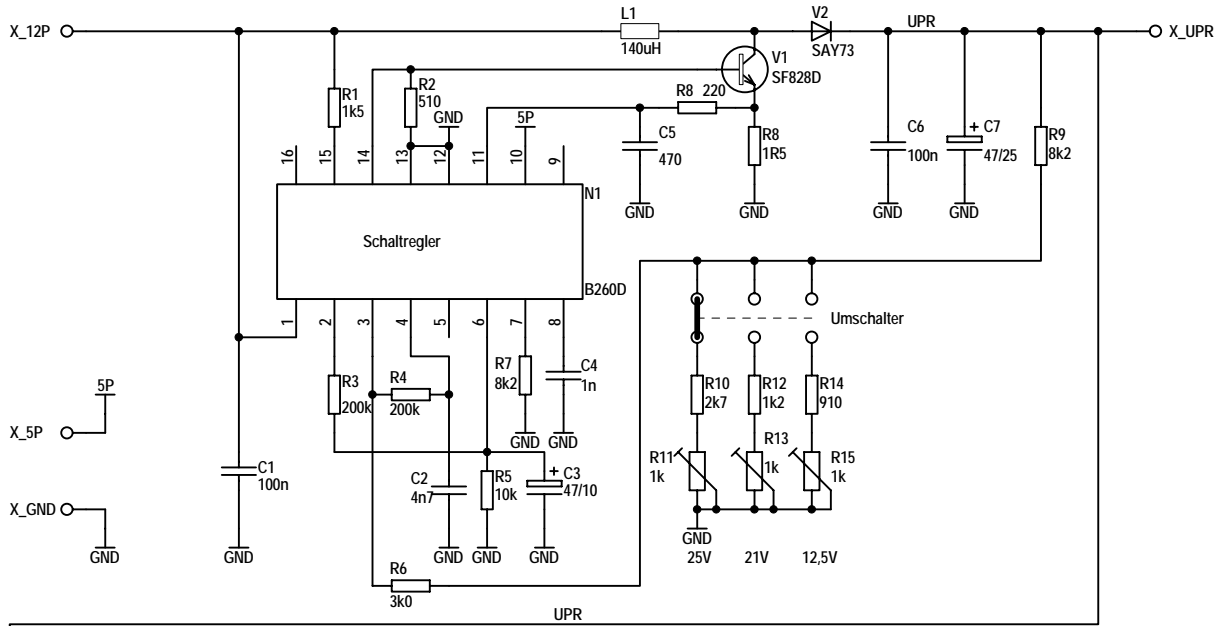 X_12P
L1
140uH
V2
SAY73
UPR
X_UPR
V1
SF828D
R1
1k5
R2
510
GND
5P
R8 220
C5
470
GND
R8
1R5
GND
C6
100n
GND
C7
+
47/25
GND
R9
8k2
16
15
14
13
12
11
10
9
N1
Schaltregler
B260D
1
2
3
4
5
6
7
8
Umschalter
R3
200k
R4
200k
R7
8k2
GND
C4
1n
GND
R10
2k7
R12
1k2
R14
910
R11
1k
R13
1k
R15
1k
GND
25V
21V
12,5V
5P
X_5P
X_GND
GND
C1
100n
GND
C2
4n7
GND
R5
10k
GND
C3
+
47/10
GND
R6
3k0
UPR